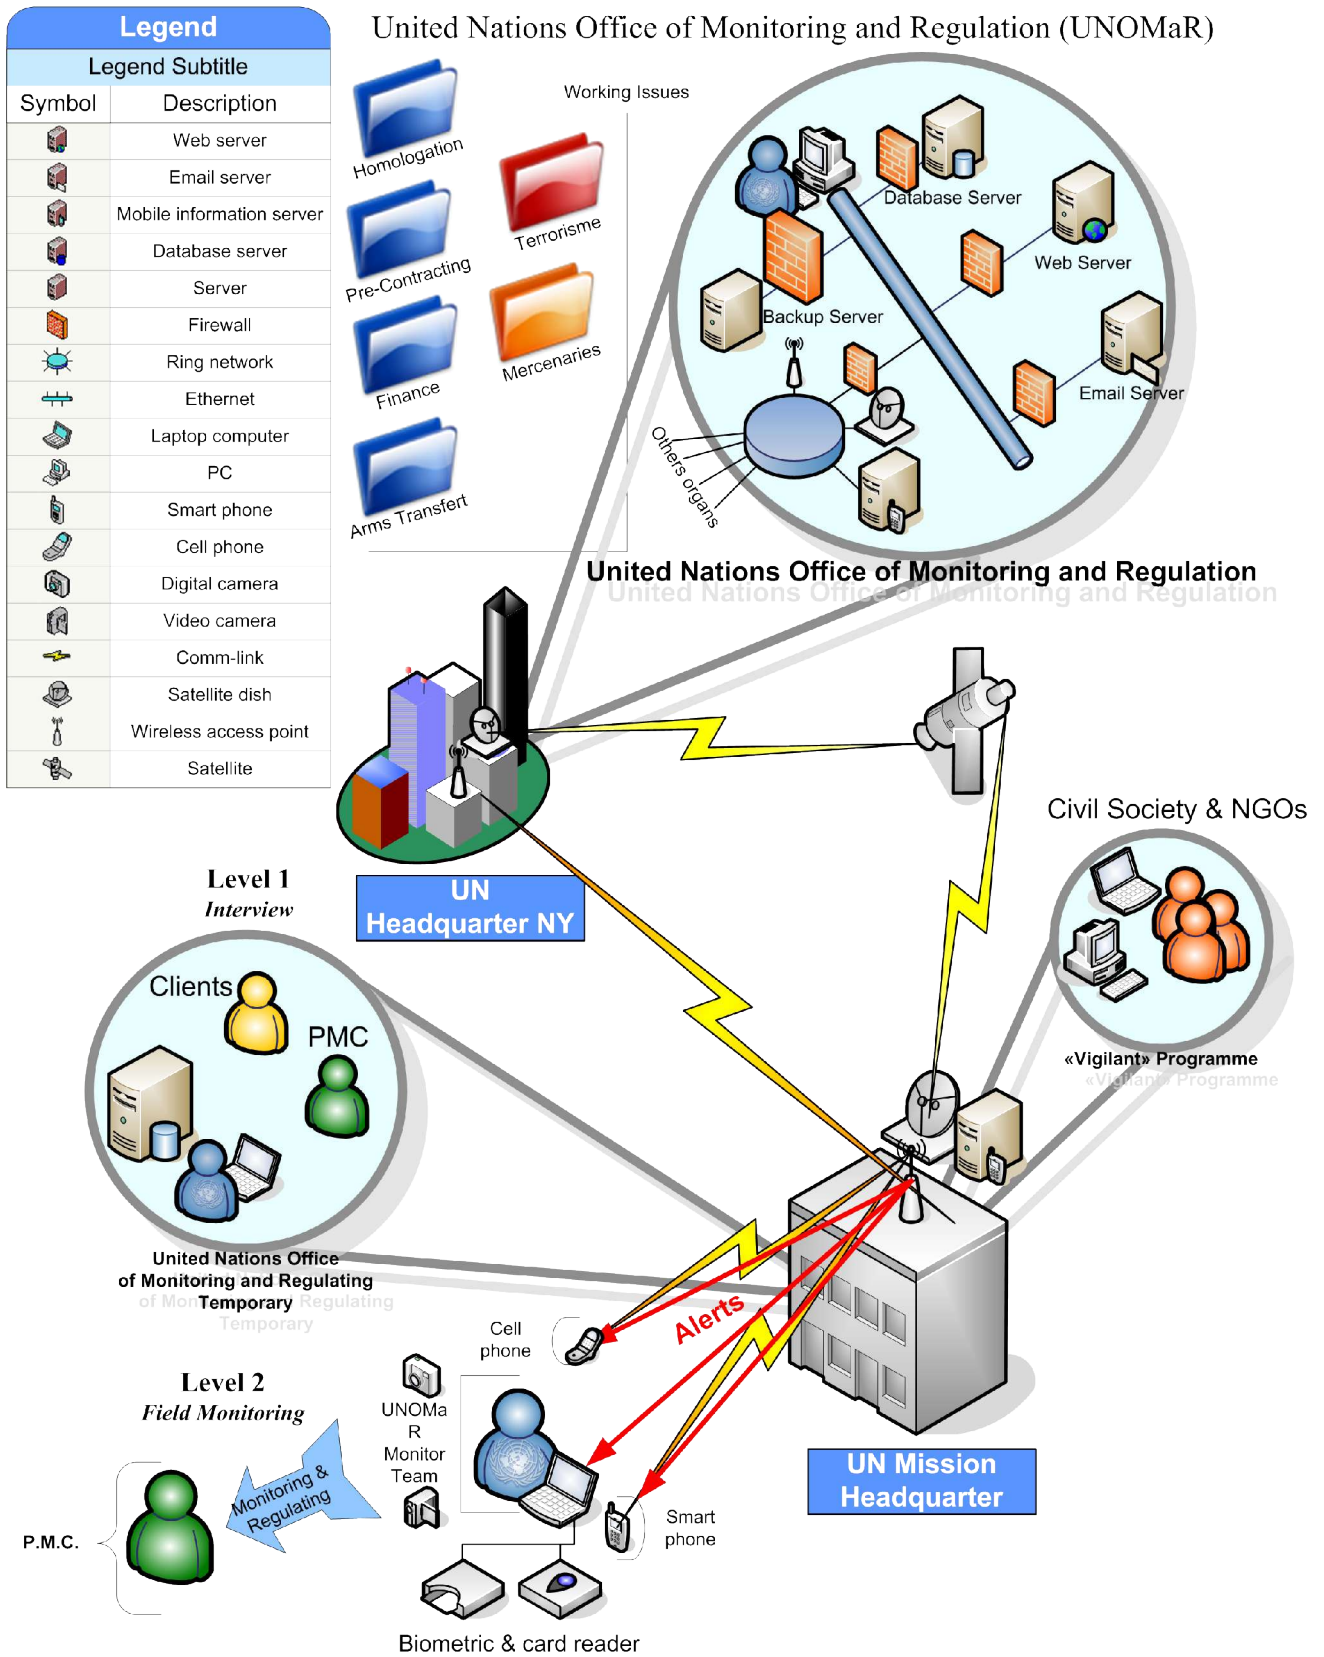 Legend
Legend Subtitle
Symbol Description
Web server
Email server
Mobile information server
Database server
Server
Firewall
Ring network
Ethernet
Laptop computer
PC
Smart phone
Cell phone
Digital camera
Video camera
Comm-link
Satellite dish
Wireless access point
Satellite
United Nations Office of Monitoring and Regulation (UNOMaR)
Working Issues
Homologation
Terrorisme
Pre-Contracting
Mercenaries
Finance
Arms Transfert
Database Server
Web Server
Backup Server
Email Server
Others organs
United Nations Office of Monitoring and Regulation
UN
Headquarter NY
Civil Society & NGOs
«Vigilant» Programme
Level 1
Interview
Clients
PMC
United Nations Office
of Monitoring and Regulating
Temporary
Alerts
Cell
phone
Level 2
Field Monitoring
UNOMa
R
Monitor
Team
Monitoring &
Regulating
P.M.C.
Smart
phone
Biometric & card reader
UN Mission
Headquarter